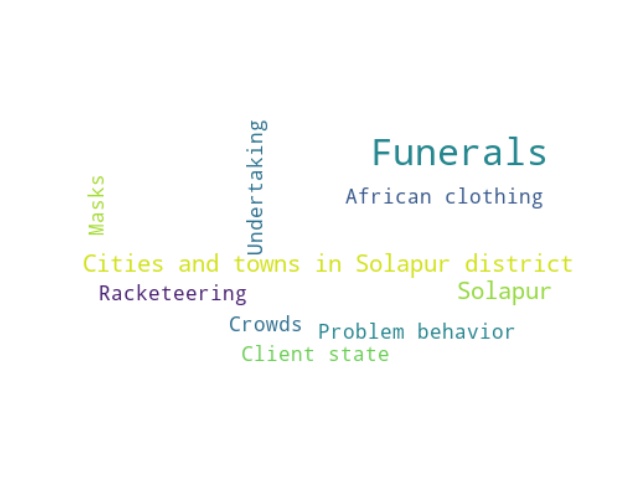 Funerals
Undertaking
Masks
African clothing
Cities and towns in Solapur district
Racketeering
Solapur
Crowds
Problem behavior
Client state